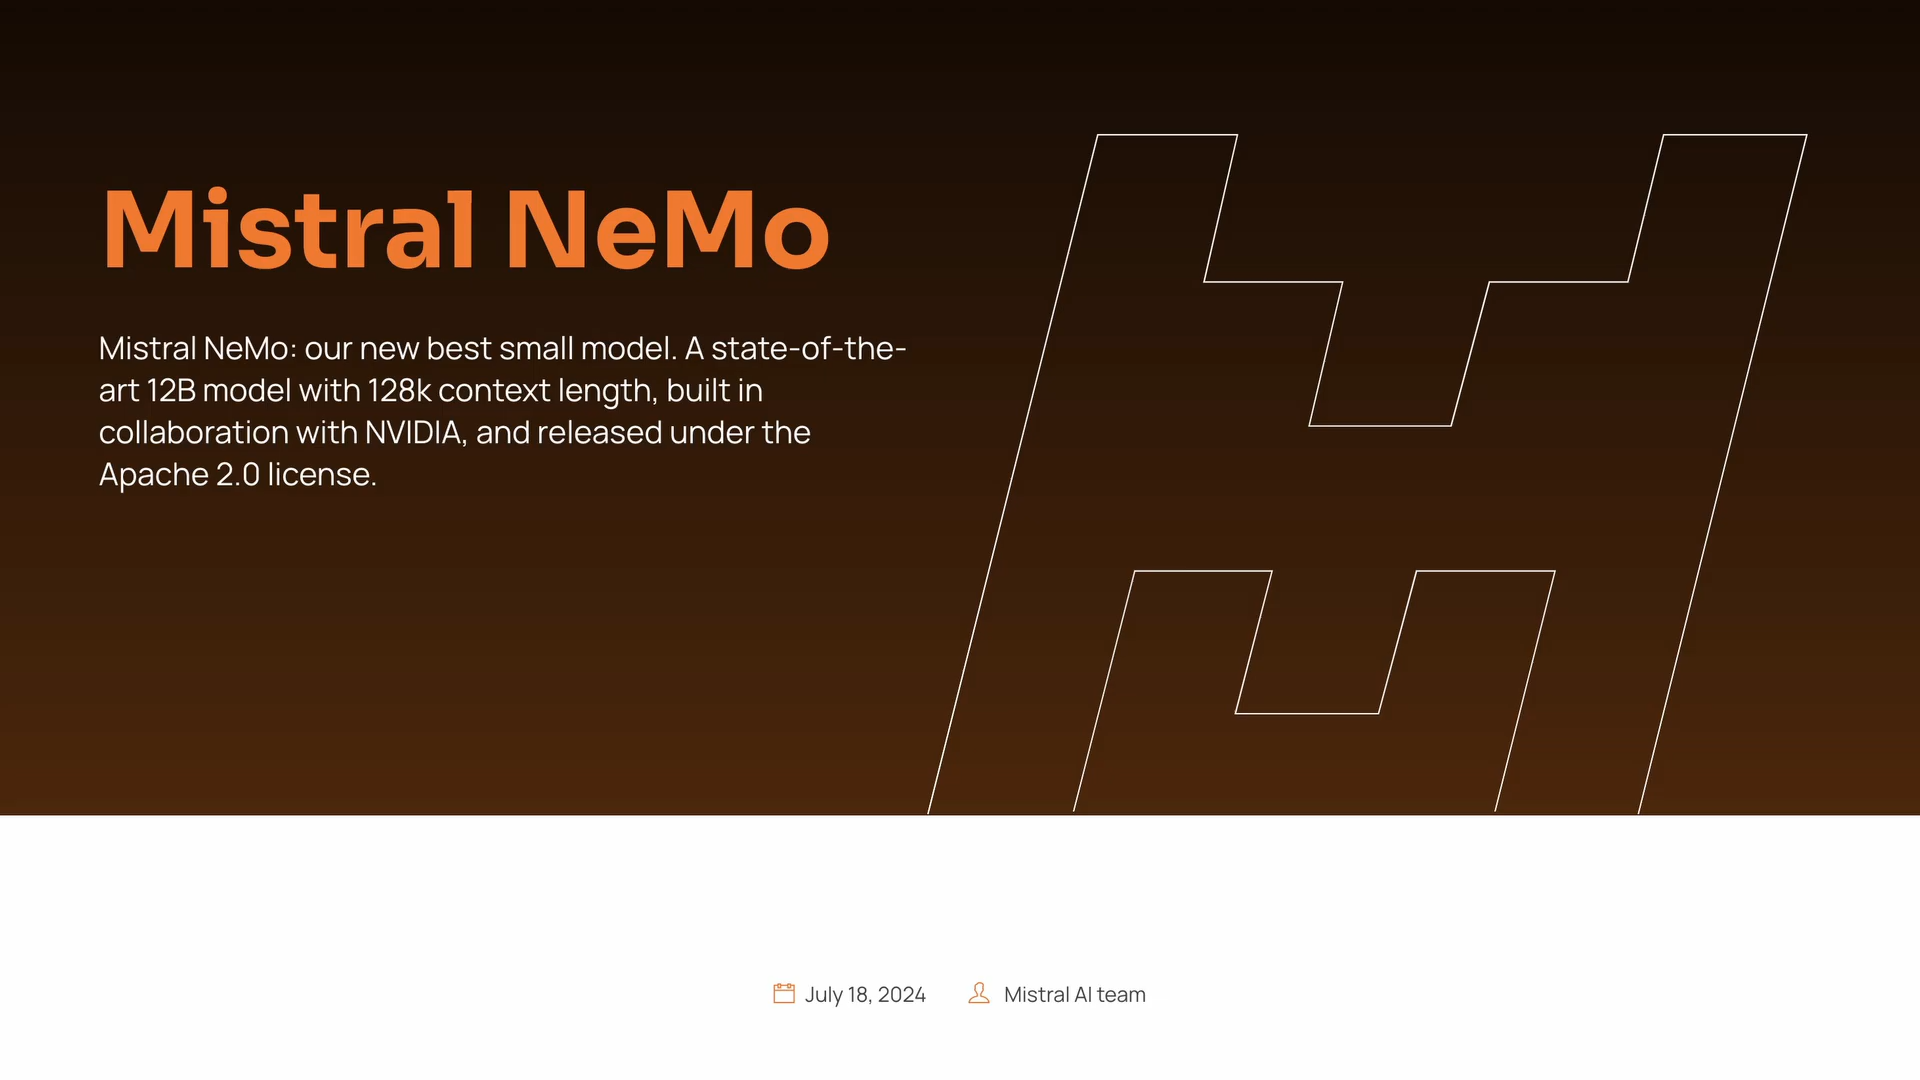 Mistral NeMo
Mistral NeMo: our new best small model. A state-of-the-
art 12B model with 128k context length, built in
collaboration with NVIDIA, and released under the
Apache 2.0 license.
July 18, 2024
Mistral AI team